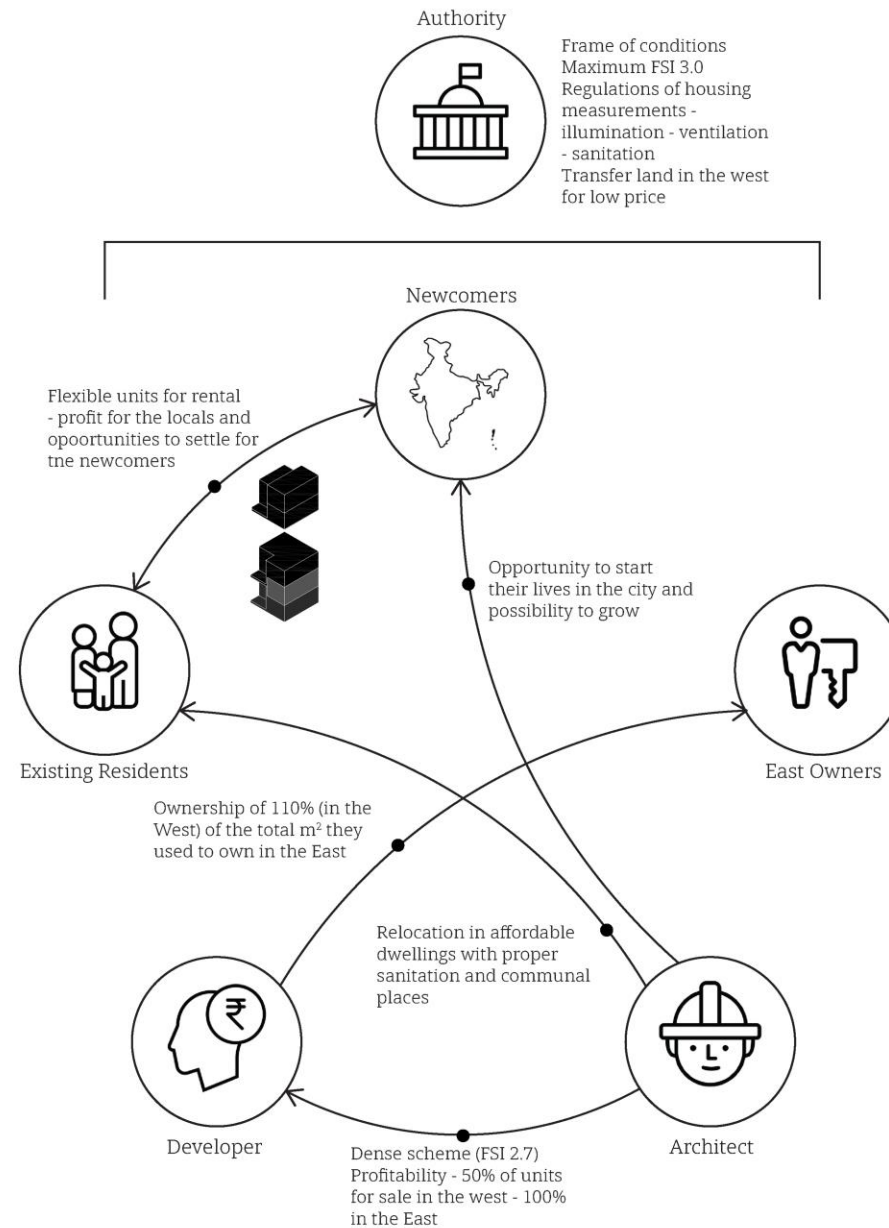 Authority
Frame of conditions
Maximum FSI 3.0
Regulations of housing
measurements -
illumination - ventilation
- sanitation
Transfer land in the west
for low price
Newcomers
Flexible units for rental
- profit for the locals and
opoortunities to settle for
tne newcomers
Opportunity to start
their lives in the city and
possibility to grow
Existing Residents
East Owners
Ownership of 110% (in the
West) of the total m² they
used to own in the East
Relocation in affordable
dwellings with proper
sanitation and communal
places
₹
Developer
Architect
Dense scheme (FSI 2.7)
Profitability - 50% of units
for sale in the west - 100%
in the East